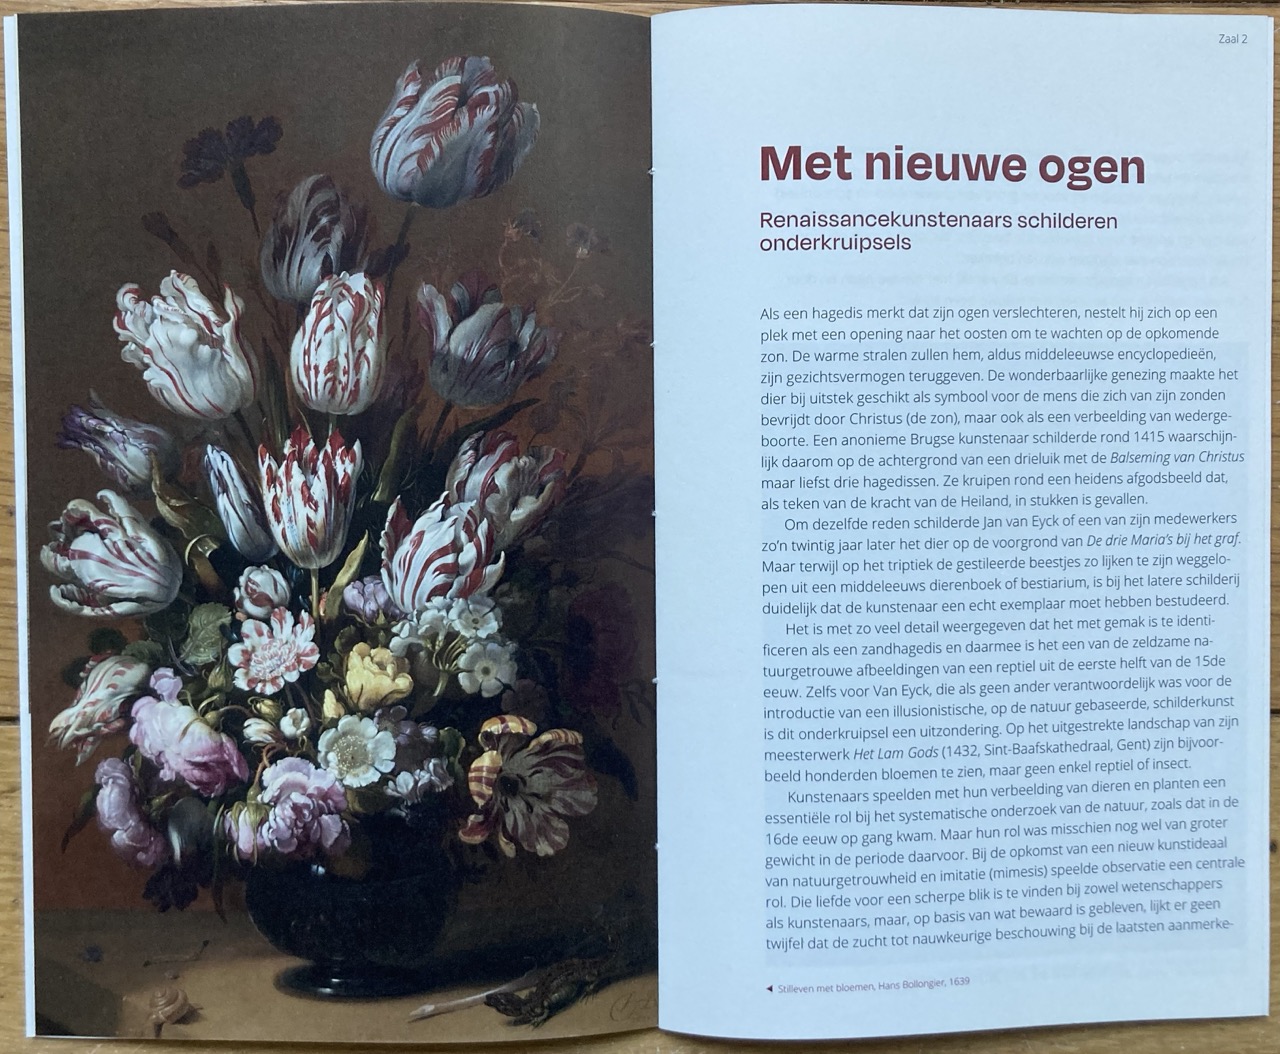 Zaal 2
Met nieuwe ogen
Renaissancekunstenaars schilderen
onderkruipsels
Als een hagedis merkt dat zijn ogen verslechteren, nestelt hij zich op een
plek met een opening naar het oosten om te wachten op de opkomende
zon. De warme stralen zullen hem, aldus middeleeuwse encyclopedieën,
zijn gezichtsvermogen teruggeven. De wonderbaarlijke genezing maakte het
dier bij uitstek geschikt als symbool voor de mens die zich van zijn zonden
bevrijdt door Christus (de zon), maar ook als een verbeelding van wederge-
boorte. Een anonieme Brugse kunstenaar schilderde rond 1415 waarschijn-
lijk daarom op de achtergrond van een drieluik met de Balseming van Christus
maar liefst drie hagedissen. Ze kruipen rond een heidens afgodsbeeld dat,
als teken van de kracht van de Heiland, in stukken is gevallen.
Om dezelfde reden schilderde Jan van Eyck of een van zijn medewerkers
zo'n twintig jaar later het dier op de voorgrond van De drie Maria's bij het graf.
Maar terwijl op het triptiek de gestileerde beestjes zo lijken te zijn weggelo-
pen uit een middeleeuws dierenboek of bestiarium, is bij het latere schilderij
duidelijk dat de kunstenaar een echt exemplaar moet hebben bestudeerd.
Het is met zo veel detail weergegeven dat het met gemak is te identi-
ficeren als een zandhagedis en daarmee is het een van de zeldzame na-
tuurgetrouwe afbeeldingen van een reptiel uit de eerste helft van de 15de
eeuw. Zelfs voor Van Eyck, die als geen ander verantwoordelijk was voor de
introductie van een illusionistische, op de natuur gebaseerde, schilderkunst
is dit onderkruipsel een uitzondering. Op het uitgestrekte landschap van zijn
meesterwerk Het Lam Gods (1432, Sint-Baafskathedraal, Gent) zijn bijvoor-
beeld honderden bloemen te zien, maar geen enkel reptiel of insect.
Kunstenaars speelden met hun verbeelding van dieren en planten een
essentiële rol bij het systematische onderzoek van de natuur, zoals dat in de
16de eeuw op gang kwam. Maar hun rol was misschien nog wel van groter
gewicht in de periode daarvoor. Bij de opkomst van een nieuw kunstideaal
van natuurgetrouwheid en imitatie (mimesis) speelde observatie een centrale
rol. Die liefde voor een scherpe blik is te vinden bij zowel wetenschappers
als kunstenaars, maar, op basis van wat bewaard is gebleven, lijkt er geen
twijfel dat de zucht tot nauwkeurige beschouwing bij de laatsten aanmerke-
◄ Stilleven met bloemen, Hans Bollongier, 1639